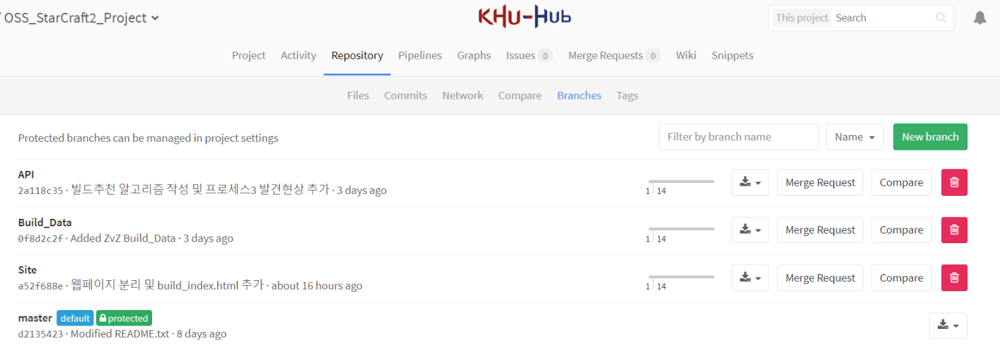 / OSS_StarCraft2_Project
KHU-HUB
This project Search
Project Activity Repository Pipelines Graphs Issues 0 Merge Requests 0 Wiki Snippets
Files Commits Network Compare Branches Tags
Protected branches can be managed in project settings
Filter by branch name
Name
New branch
API
2a118c35 · 빌드추천 알고리즘 작성 및 프로세스3 발견현상 추가 · 3 days ago
1 14
Merge Request Compare
Build_Data
0f8d2c2f · Added ZvZ Build_Data · 3 days ago
1 14
Merge Request Compare
Site
a52f688e · 웹페이지 분리 및 build_index.html 추가 · about 16 hours ago
1 14
Merge Request Compare
master default protected
d2135423 · Modified README.txt · 8 days ago